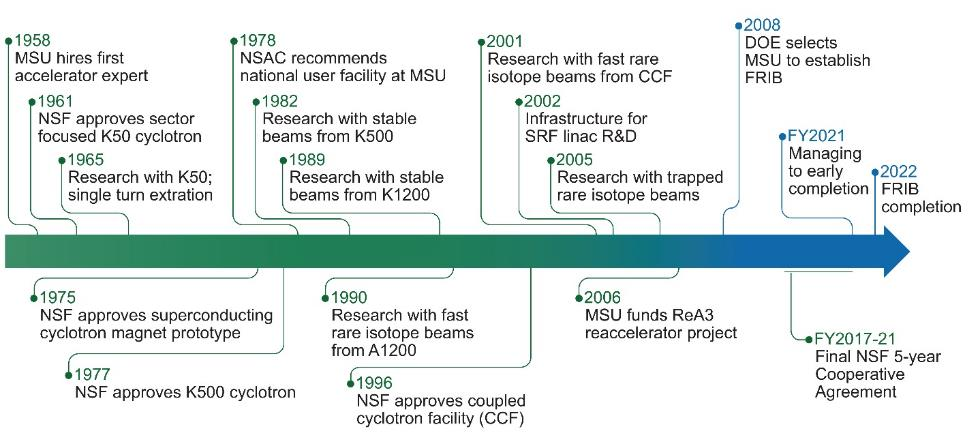 1958
MSU hires first
accelerator expert
1961
NSF approves sector
focused K50 cyclotron
1965
Research with K50;
single turn extration
1978
NSAC recommends
national user facility at MSU
1982
Research with stable
beams from K500
1989
Research with stable
beams from K1200
2001
Research with fast rare
isotope beams from CCF
2002
Infrastructure for
SRF linac R&D
2005
Research with trapped
rare isotope beams
2008
DOE selects
MSU to establish
FRIB
FY2021
Managing
to early
completion
2022
FRIB
completion
1975
NSF approves superconducting
cyclotron magnet prototype
1977
NSF approves K500 cyclotron
1990
Research with fast
rare isotope beams
from A1200
1996
NSF approves coupled
cyclotron facility (CCF)
2006
MSU funds ReA3
reaccelerator project
FY2017-21
Final NSF 5-year
Cooperative
Agreement